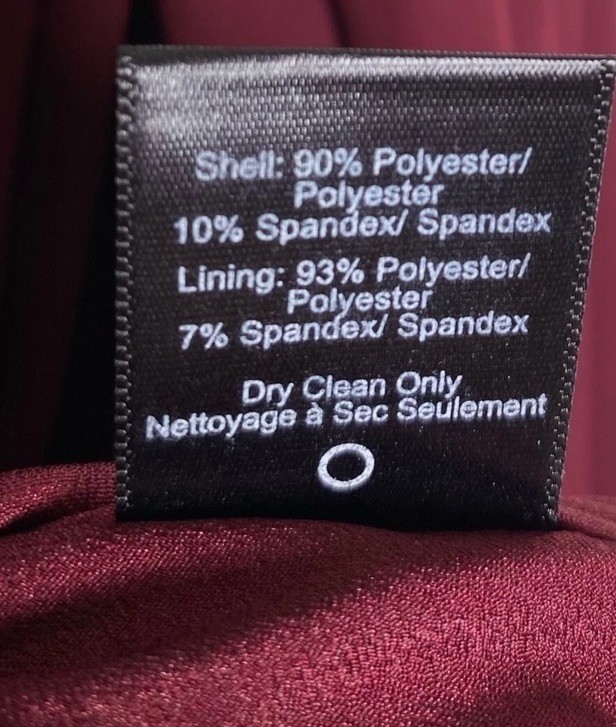 Shell: 90% Polyester/
Polyester
10% Spandex/ Spandex
Lining: 93% Polyester/
Polyester
7% Spandex/ Spandex
Dry Clean Only
Nettoyage à Sec Seulement